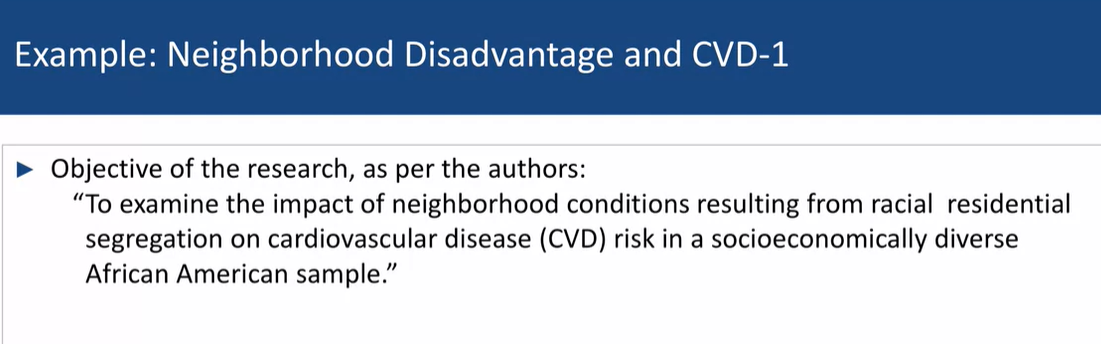 Example: Neighborhood Disadvantage and CVD-1
Objective of the research, as per the authors:
“To examine the impact of neighborhood conditions resulting from racial residential
segregation on cardiovascular disease (CVD) risk in a socioeconomically diverse
African American sample.”